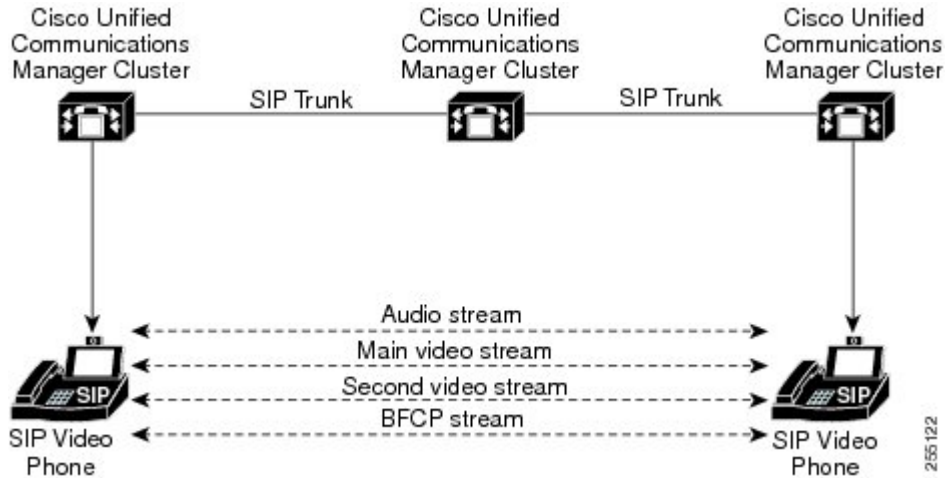 Cisco Unified
Communications
Manager Cluster
Cisco Unified
Communications
Manager Cluster
Cisco Unified
Communications
Manager Cluster
SIP Trunk
SIP Trunk
Audio stream
Main video stream
Second video stream
BFCP stream
SIP
SIP
SIP Video
Phone
SIP Video
Phone
255122